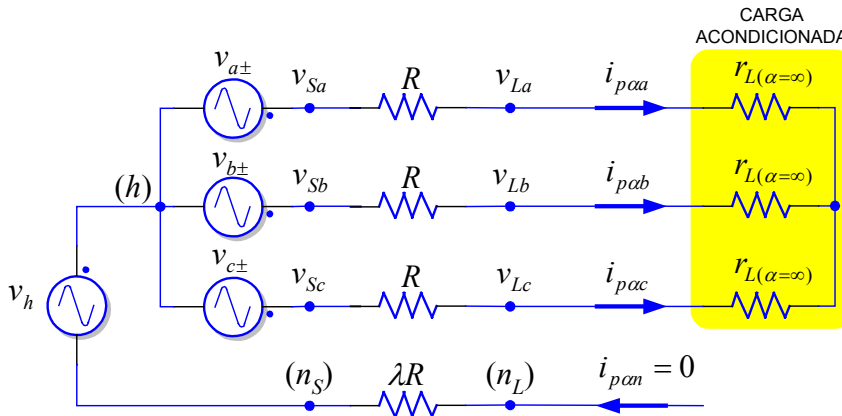 CARGA
ACONDICIONADA
v_{a±} v_{Sa} R v_{La} i_{pαa} r_{L(α=∞)}
(h) v_{b±} v_{Sb} R v_{Lb} i_{pαb} r_{L(α=∞)}
v_{c±} v_{Sc} R v_{Lc} i_{pαc} r_{L(α=∞)}
v_h
(n_S) λR (n_L) i_{pαn} = 0